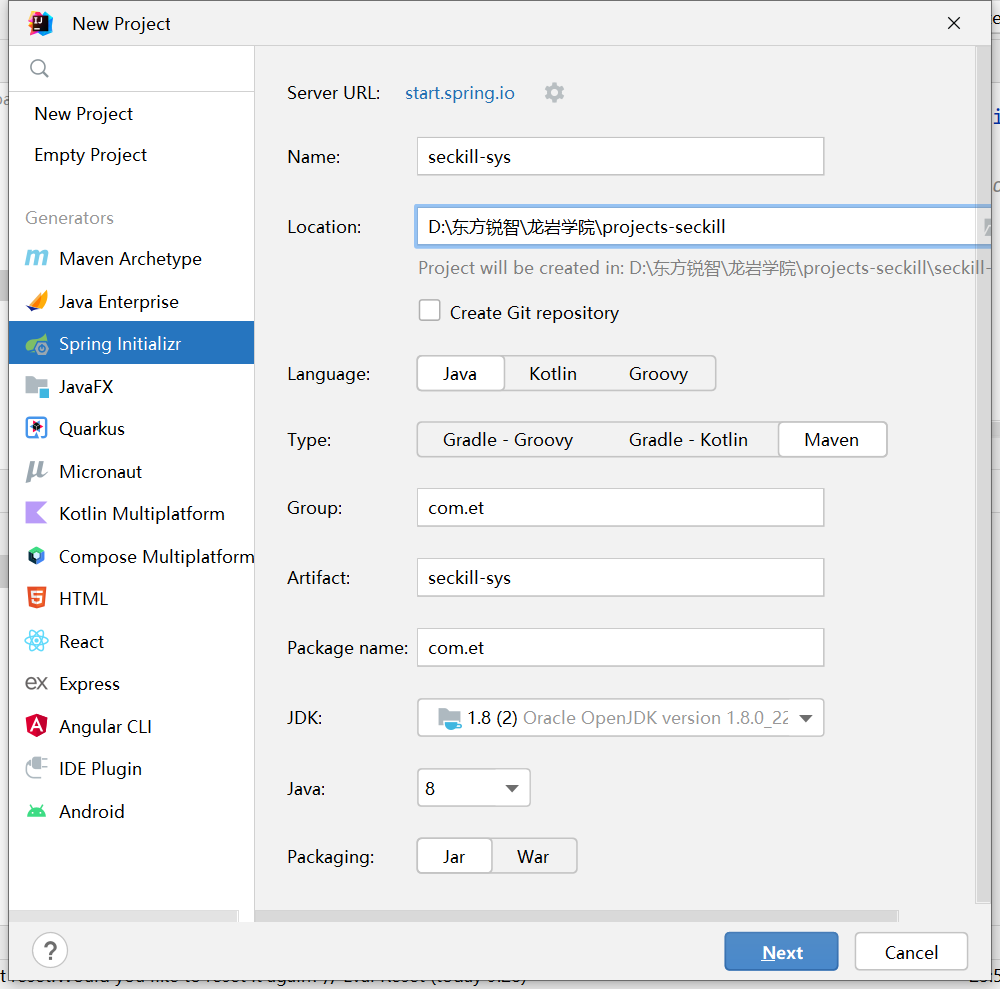 New Project
New Project
Empty Project
Generators
Maven Archetype
Java Enterprise
Spring Initializr
JavaFX
Quarkus
Micronaut
Kotlin Multiplatform
Compose Multiplatform
HTML
React
ex Express
Angular CLI
IDE Plugin
Android
Server URL: start.spring.io
Name: seckill-sys
Location: D:\东方锐智\龙岩学院\projects-seckill
Project will be created in: D:\东方锐智\龙岩学院\projects-seckill\seckill-
Create Git repository
Language: Java Kotlin Groovy
Type: Gradle - Groovy Gradle - Kotlin Maven
Group: com.et
Artifact: seckill-sys
Package name: com.et
JDK: 1.8 (2) Oracle OpenJDK version 1.8.0_22
Java: 8
Packaging: Jar War
? Next Cancel